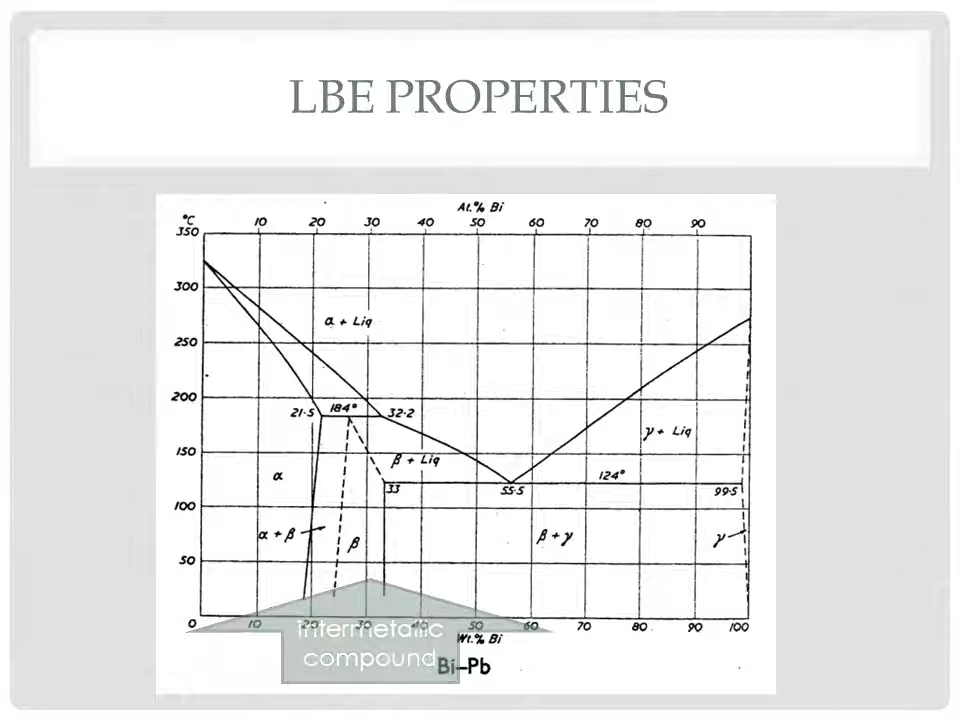 LBE PROPERTIES
At.% Bi
°C 10 20 30 40 50 60 70 80 90
350
300
α + Liq
250
200
21·5 184° 32·2
γ + Liq
150
β + Liq
α 124°
33 55·5 99·5
100
α + β β β + γ γ
50
0 10 20 30 40 50 60 70 80 90 100
intermetallic
Wt.% Bi
compound
Bi–Pb